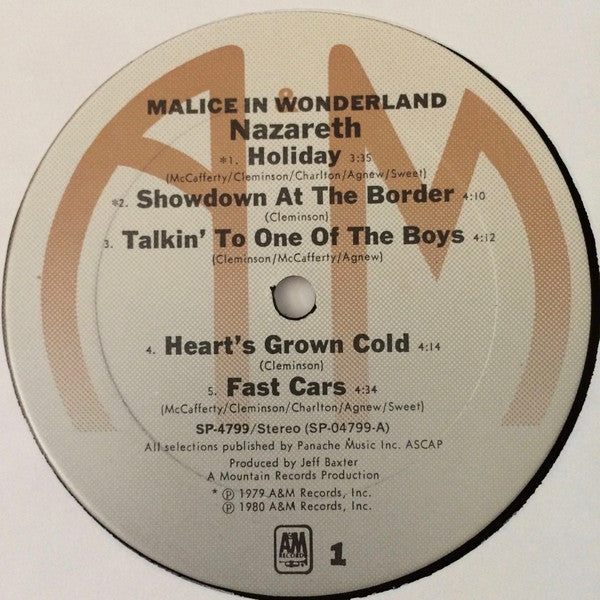 A&M
MALICE IN WONDERLAND
Nazareth
*1. Holiday 3:35
(McCafferty/Cleminson/Charlton/Agnew/Sweet)
*2. Showdown At The Border 4:10
(Cleminson)
3. Talkin' To One Of The Boys 4:12
(Cleminson/McCafferty/Agnew)
4. Heart's Grown Cold 4:14
(Cleminson)
5. Fast Cars 4:34
(McCafferty/Cleminson/Charlton/Agnew/Sweet)
SP-4799/Stereo (SP-04799-A)
All selections published by Panache Music Inc. ASCAP
Produced by Jeff Baxter
A Mountain Records Production
* ℗ 1979 A&M Records, Inc.
℗ 1980 A&M Records, Inc.
A&M
RECORDS
1